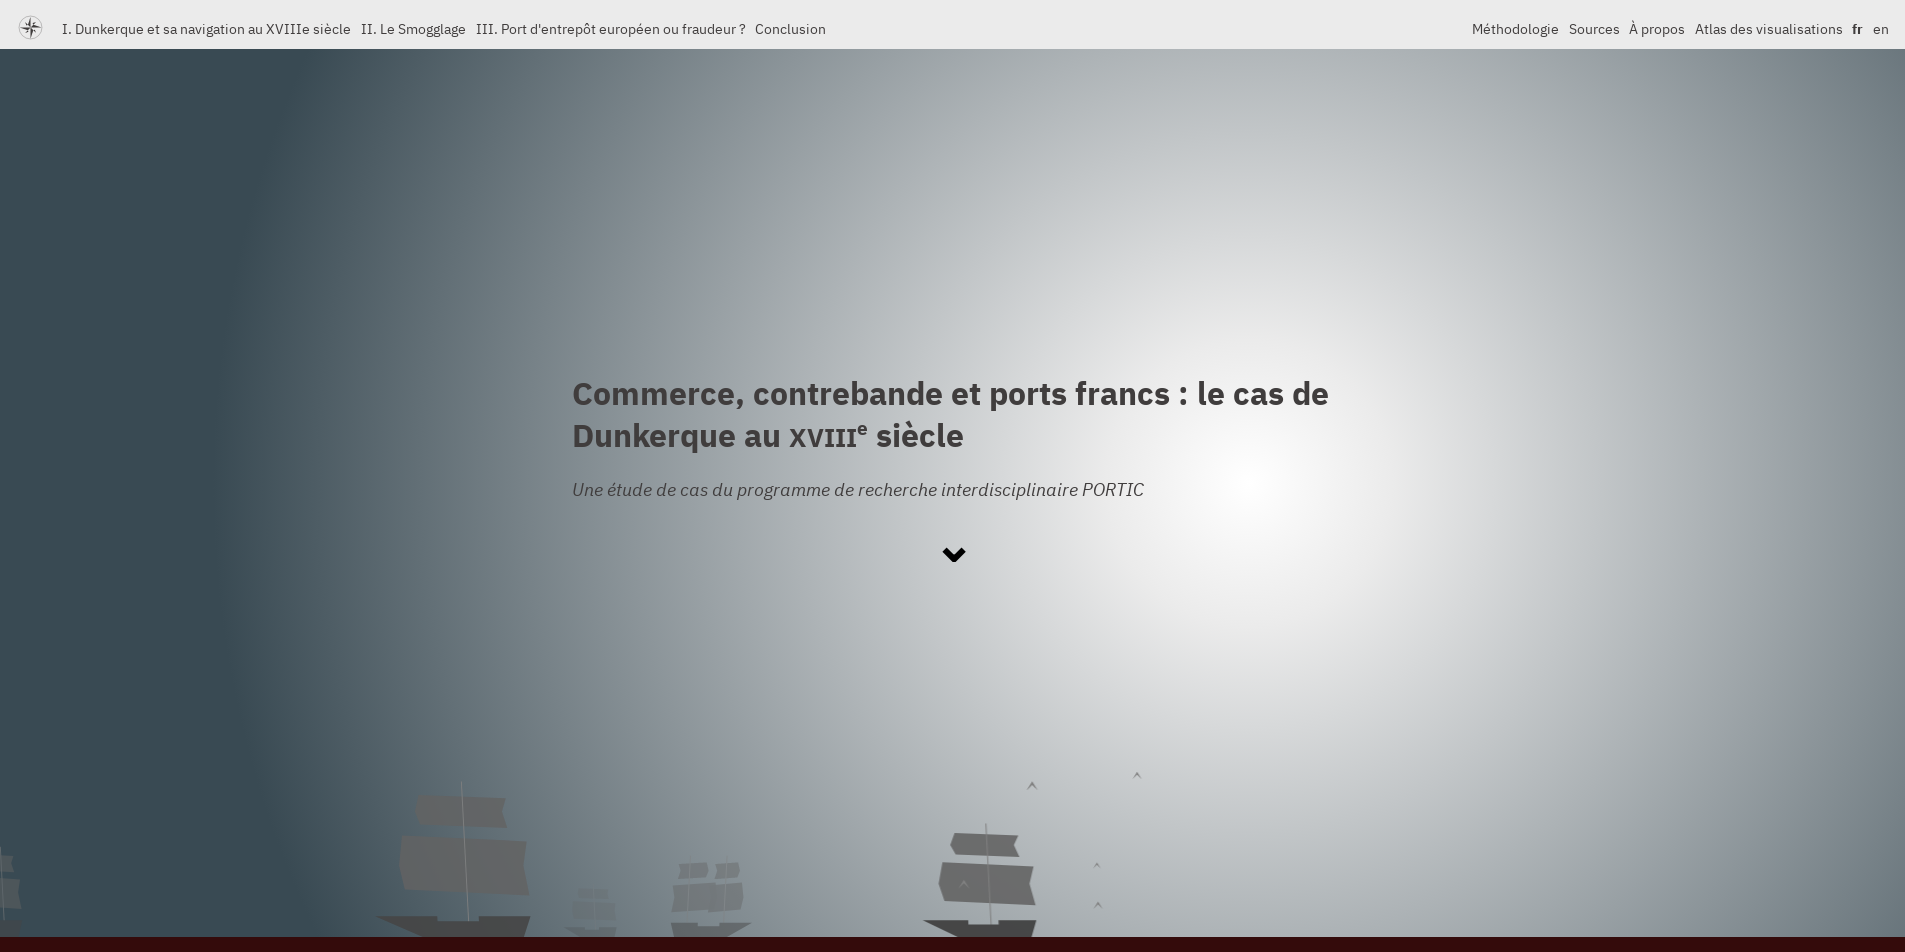 I. Dunkerque et sa navigation au XVIIIe siècle II. Le Smogglage III. Port d'entrepôt européen ou fraudeur ? Conclusion Méthodologie Sources À propos Atlas des visualisations fr en
Commerce, contrebande et ports francs : le cas de
Dunkerque au XVIIIe siècle
Une étude de cas du programme de recherche interdisciplinaire PORTIC